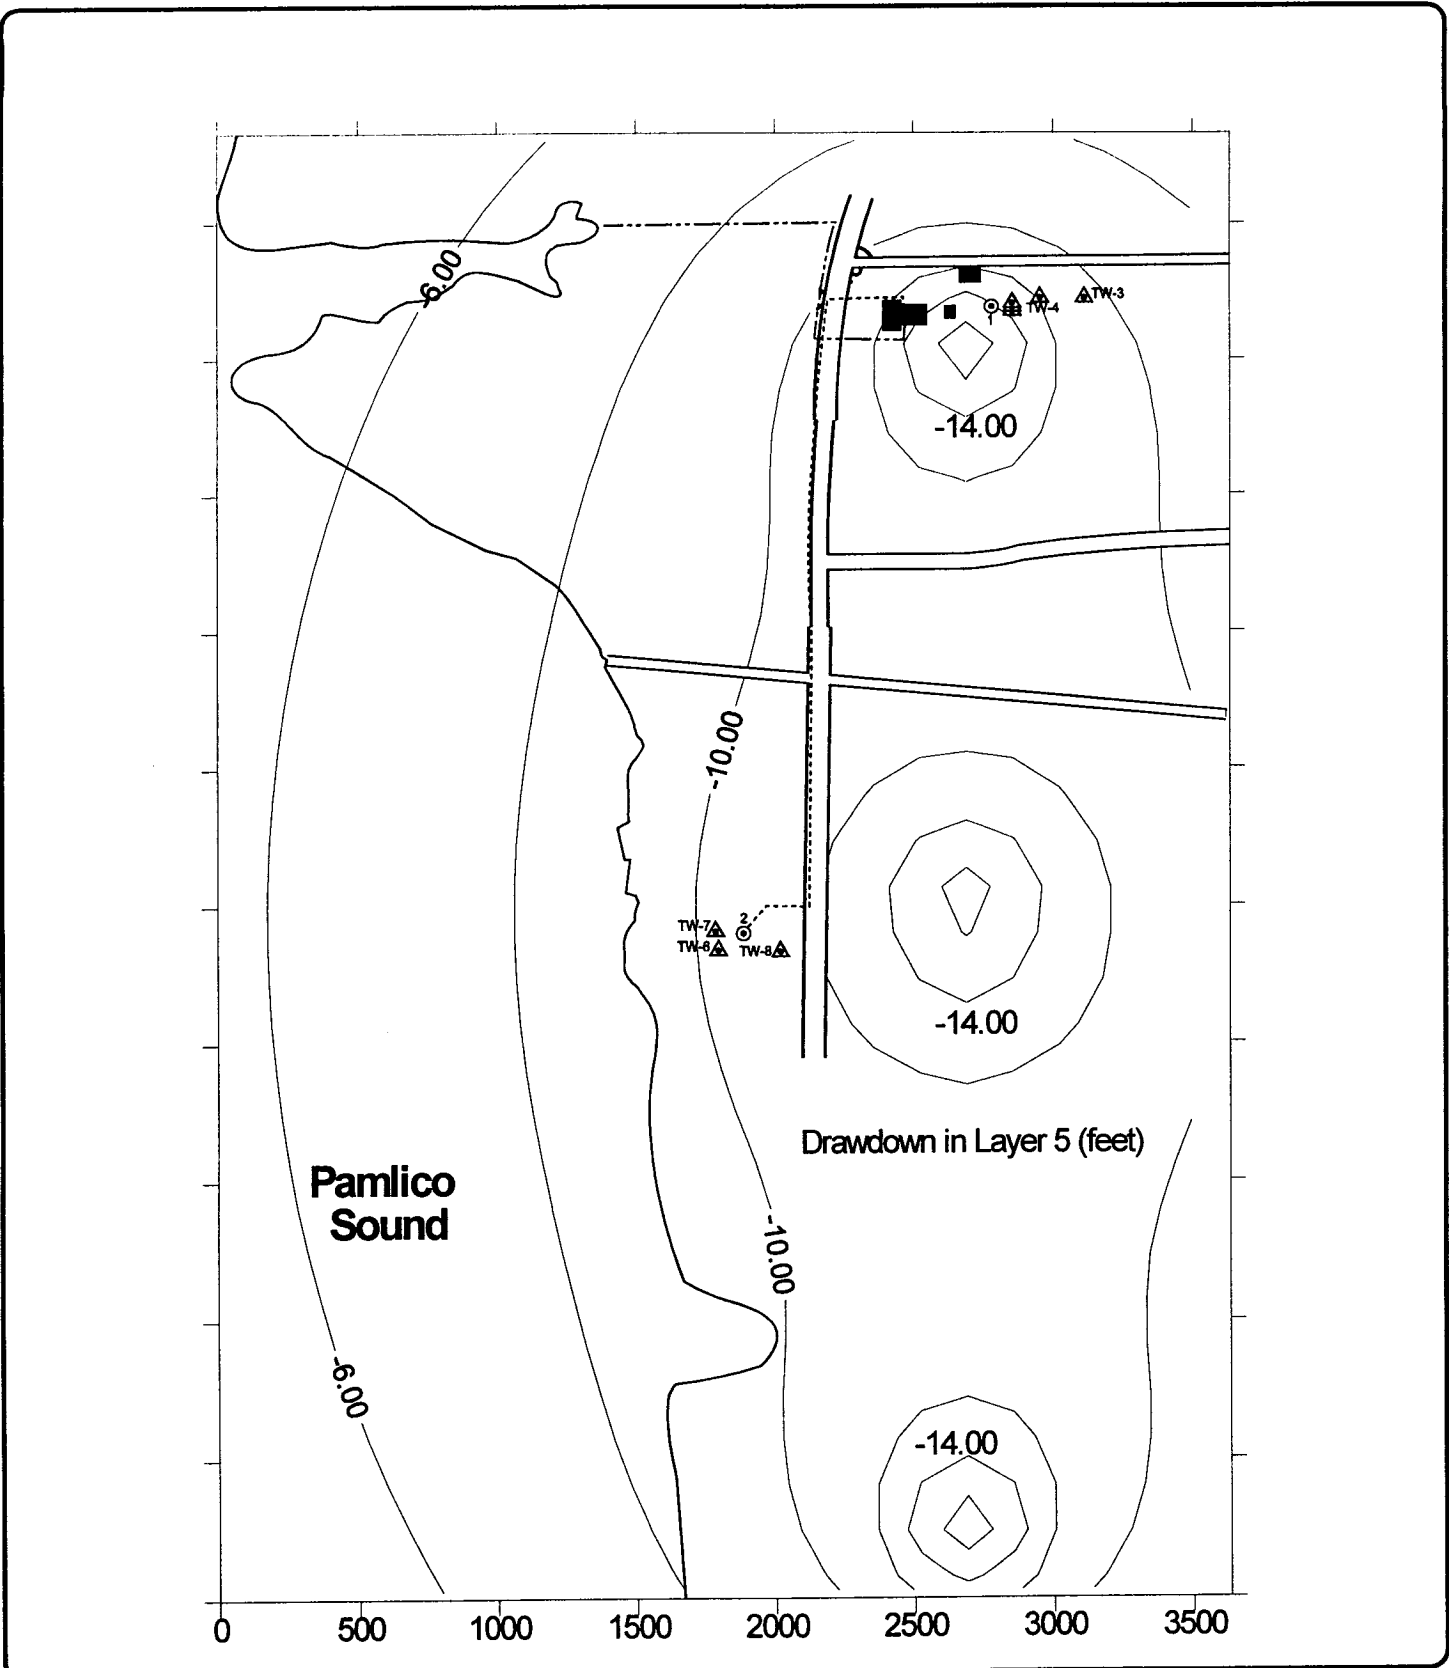 -6.00
TW-3
TW-4
1
-14.00
-10.00
2
TW-7
TW-6
TW-8
-14.00
Drawdown in Layer 5 (feet)
Pamlico
Sound
-10.00
-6.00
-14.00
0 500 1000 1500 2000 2500 3000 3500